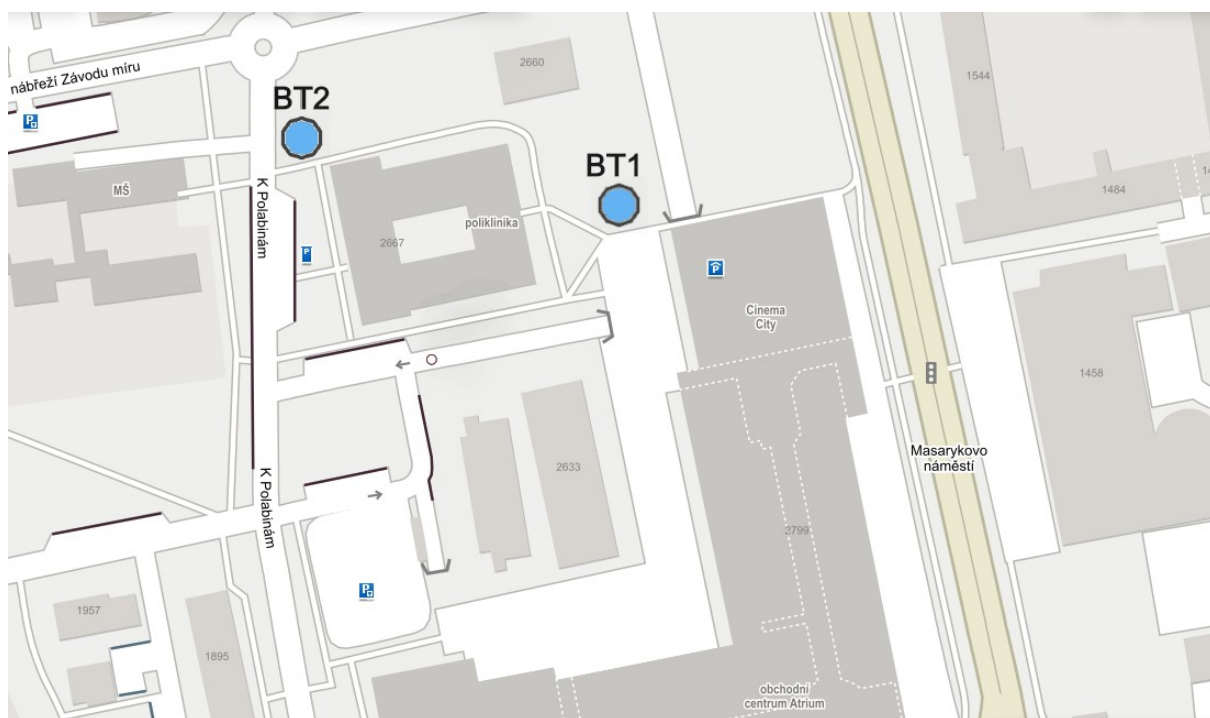 2660
1544
nábřeží Závodu míru
BT2
P
BT1
MŠ
K Polabinám
poliklinika
2667
1484
P
P
Cinema
City
1458
Masarykovo
náměstí
2633
K Polabinám
2799
P
1957
1895
obchodní
centrum Atrium